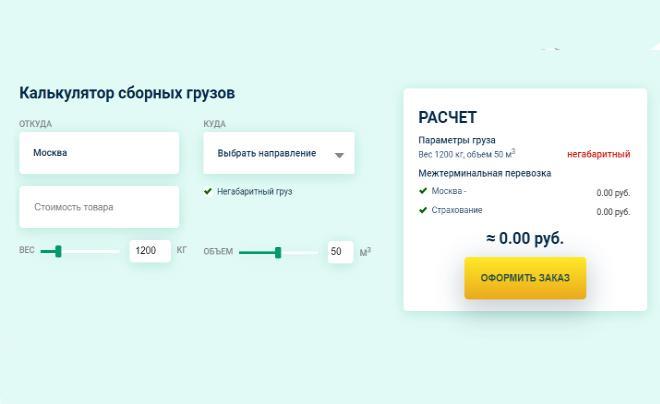 Калькулятор сборных грузов
ОТКУДА
КУДА
Москва
Выбрать направление
Негабаритный груз
Стоимость товара
ВЕС 1200 КГ
ОБЪЕМ 50 М³
РАСЧЕТ
Параметры груза
Вес 1200 кг, объем 50 м³ негабаритный
Межтерминальная перевозка
Москва - 0.00 руб.
Страхование 0.00 руб.
≈ 0.00 руб.
ОФОРМИТЬ ЗАКАЗ